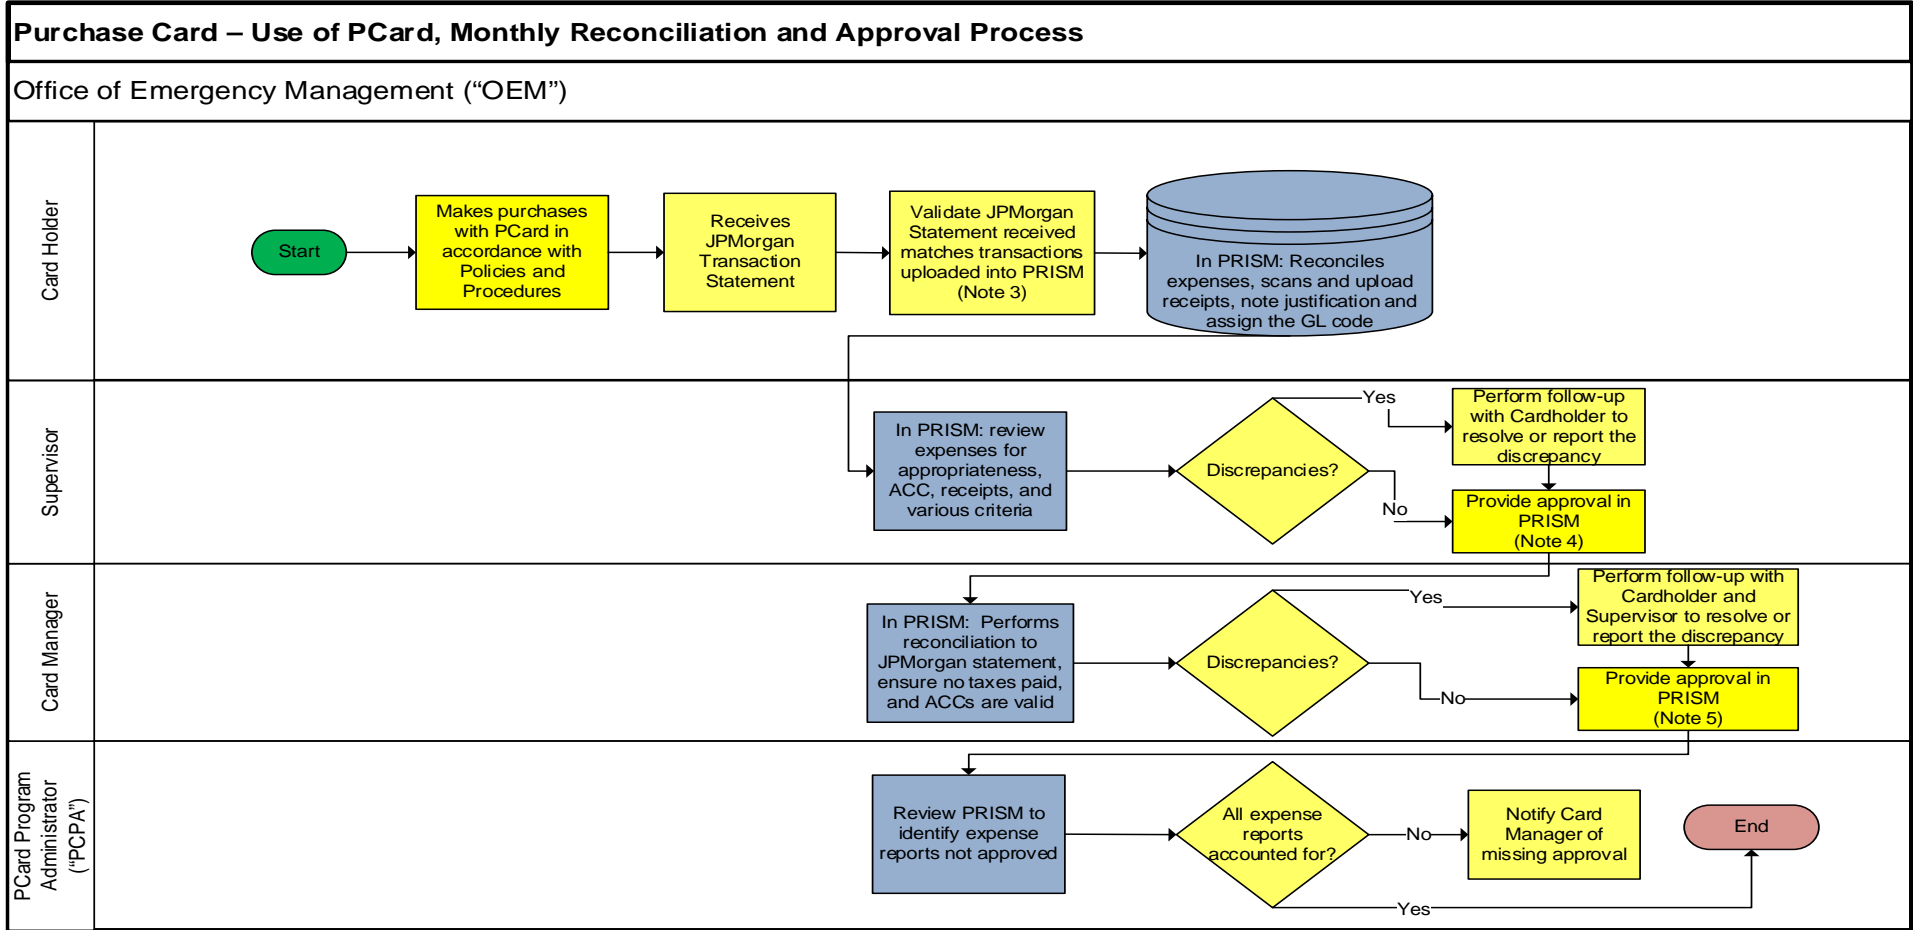 Purchase Card – Use of PCard, Monthly Reconciliation and Approval Process
Office of Emergency Management (“OEM”)
Card Holder
Start
Makes purchases
with PCard in
accordance with
Policies and
Procedures
Receives
JPMorgan
Transaction
Statement
Validate JPMorgan
Statement received
matches transactions
uploaded into PRISM
(Note 3)
In PRISM: Reconciles
expenses, scans and upload
receipts, note justification and
assign the GL code
Supervisor
In PRISM: review
expenses for
appropriateness,
ACC, receipts, and
various criteria
Discrepancies?
Yes
Perform follow-up
with Cardholder to
resolve or report the
discrepancy
No
Provide approval in
PRISM
(Note 4)
Card Manager
In PRISM: Performs
reconciliation to
JPMorgan statement,
ensure no taxes paid,
and ACCs are valid
Discrepancies?
Yes
Perform follow-up with
Cardholder and
Supervisor to resolve or
report the discrepancy
No
Provide approval in
PRISM
(Note 5)
PCard Program
Administrator
(“PCPA”)
Review PRISM to
identify expense
reports not approved
All expense
reports
accounted for?
No
Notify Card
Manager of
missing approval
Yes
End